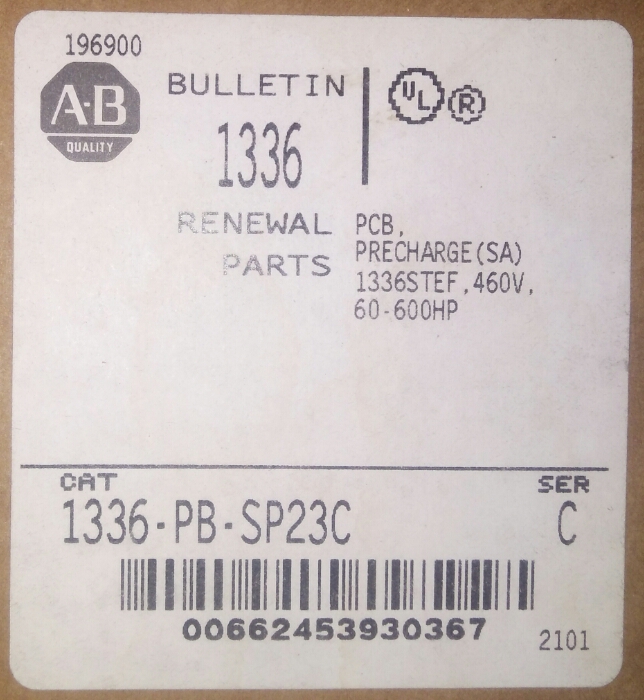 196900
A-B
QUALITY
BULLETIN
1336
UL ®
RENEWAL
PARTS
PCB,
PRECHARGE(SA)
1336STEF,460V,
60-600HP
CAT
1336-PB-SP23C
SER
C
00662453930367
2101